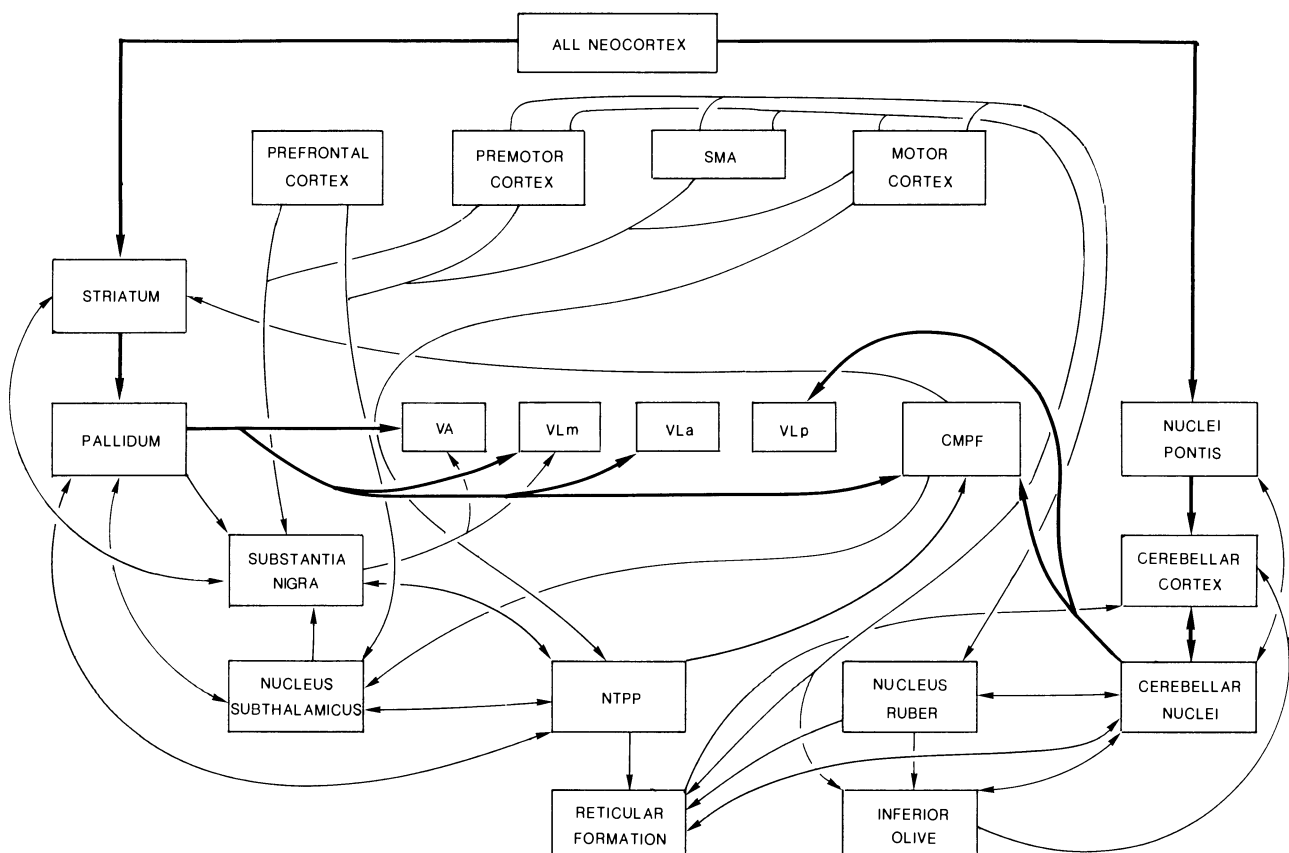 ALL NEOCORTEX
PREFRONTAL
CORTEX
PREMOTOR
CORTEX
SMA
MOTOR
CORTEX
STRIATUM
PALLIDUM
VA
VLm
VLa
VLp
CMPF
NUCLEI
PONTIS
SUBSTANTIA
NIGRA
CEREBELLAR
CORTEX
NUCLEUS
SUBTHALAMICUS
NTPP
NUCLEUS
RUBER
CEREBELLAR
NUCLEI
RETICULAR
FORMATION
INFERIOR
OLIVE